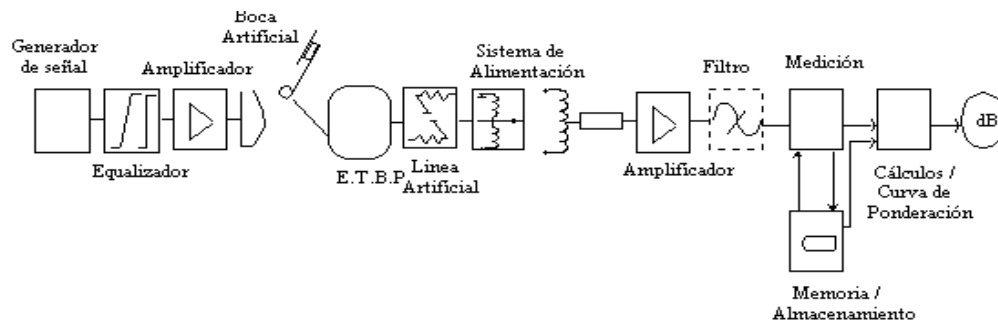 Boca
Artificial
Generador
de señal
Amplificador
Equalizador
E.T.B.P.
Linea
Artificial
Sistema de
Alimentación
Amplificador
Filtro
Medición
Cálculos /
Curva de
Ponderación
dB
Memoria /
Almacenamiento